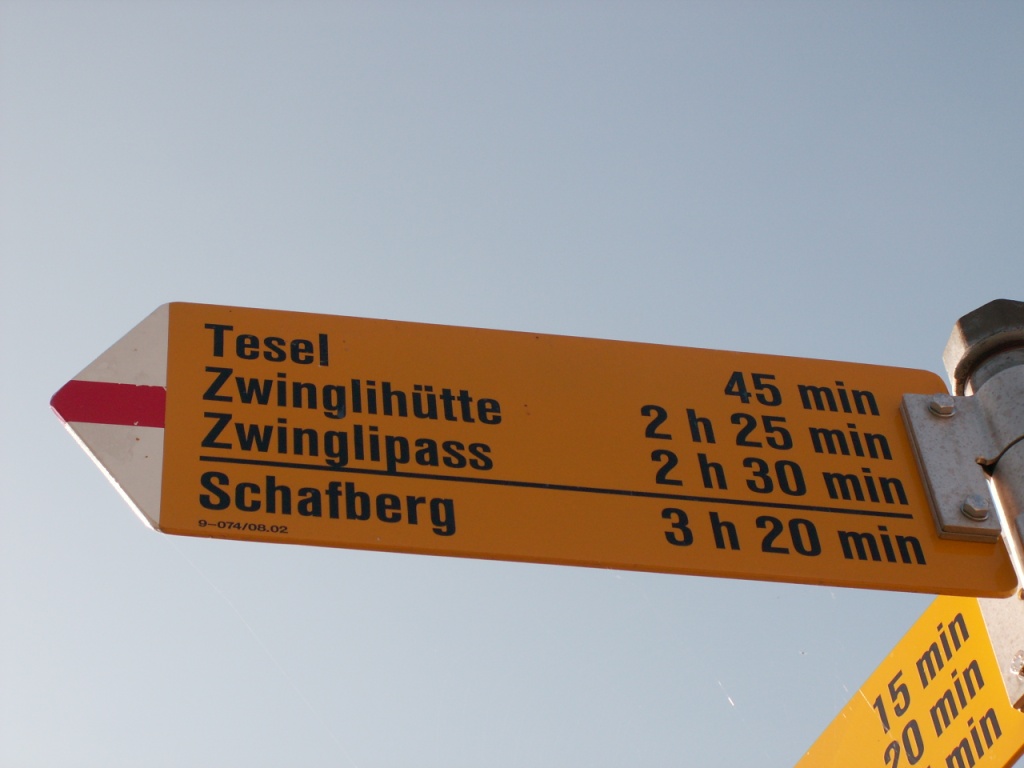 Tesel 45 min
Zwinglihütte 2 h 25 min
Zwinglipass 2 h 30 min
Schafberg 3 h 20 min
9-074/08.02
15 min
20 min
min